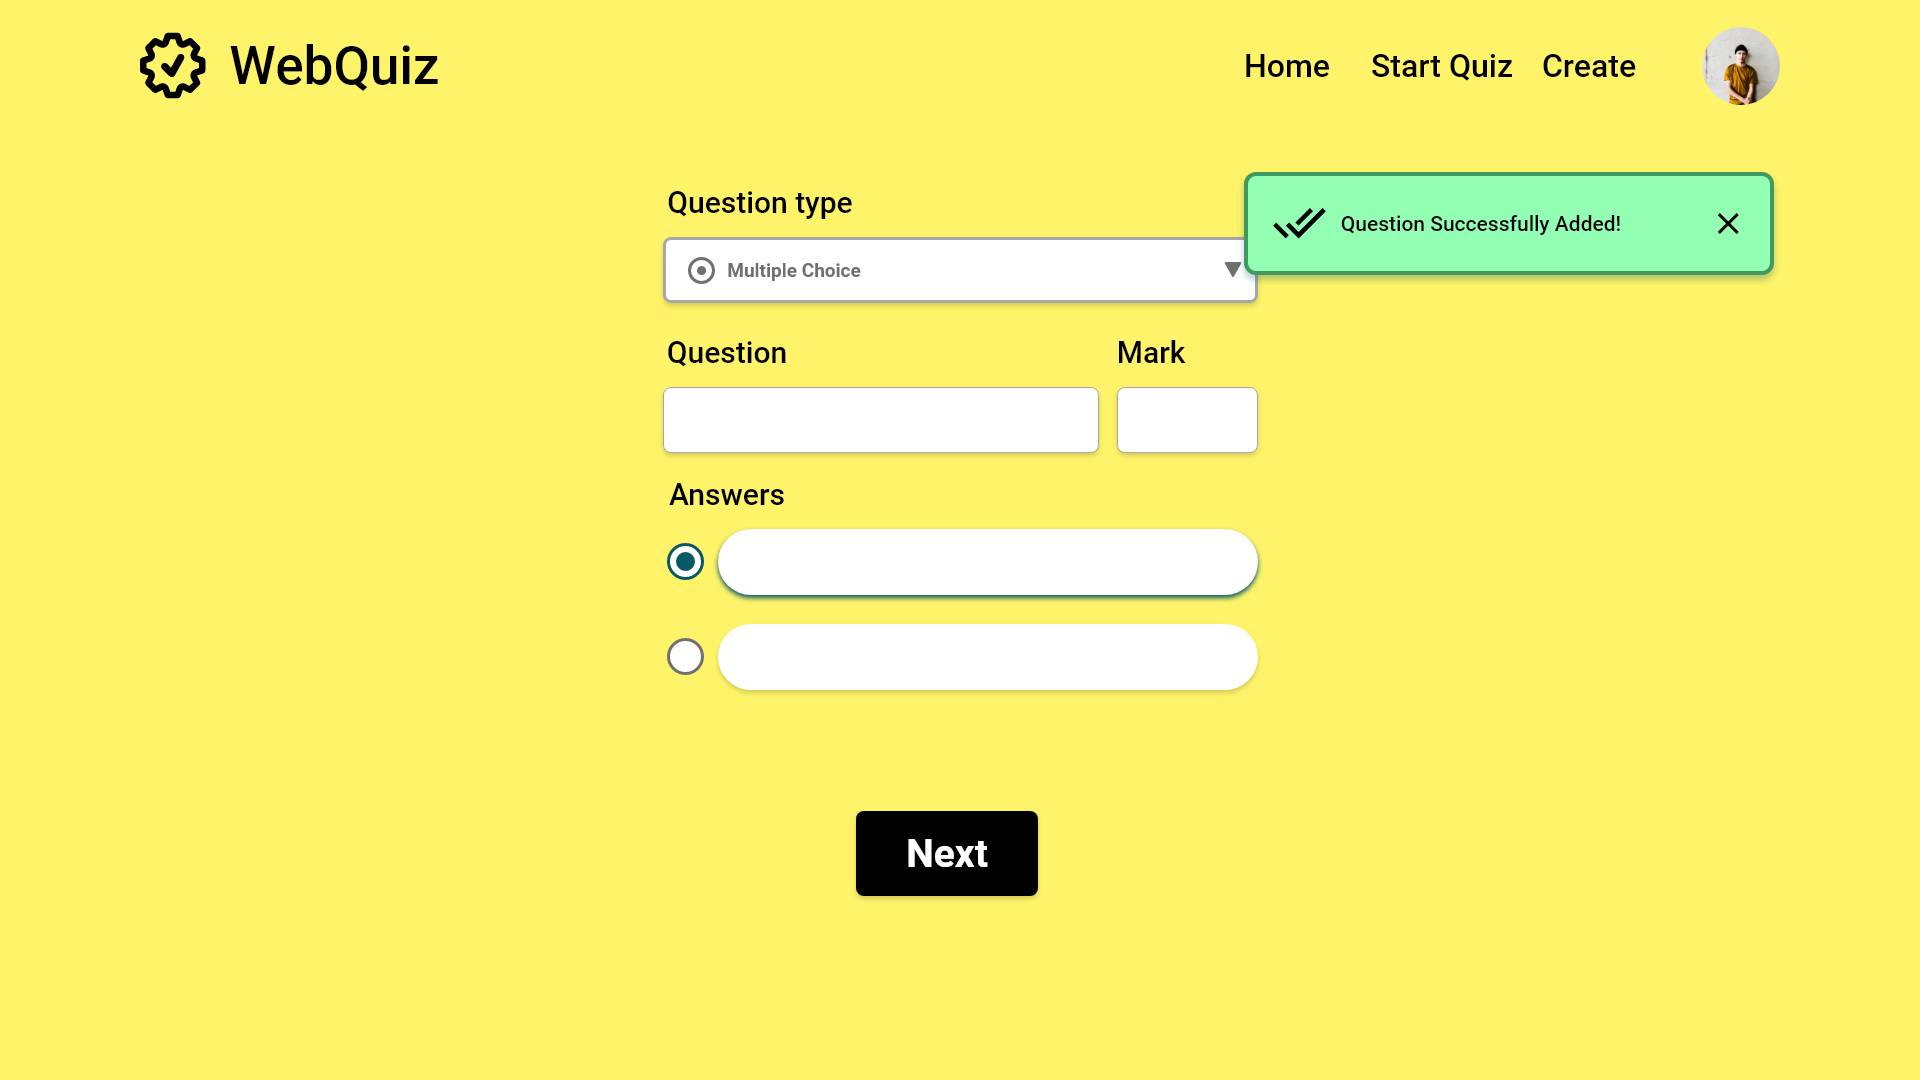 WebQuiz
Home Start Quiz Create
Question type
Question Successfully Added!
Multiple Choice
Question Mark
Answers
Next